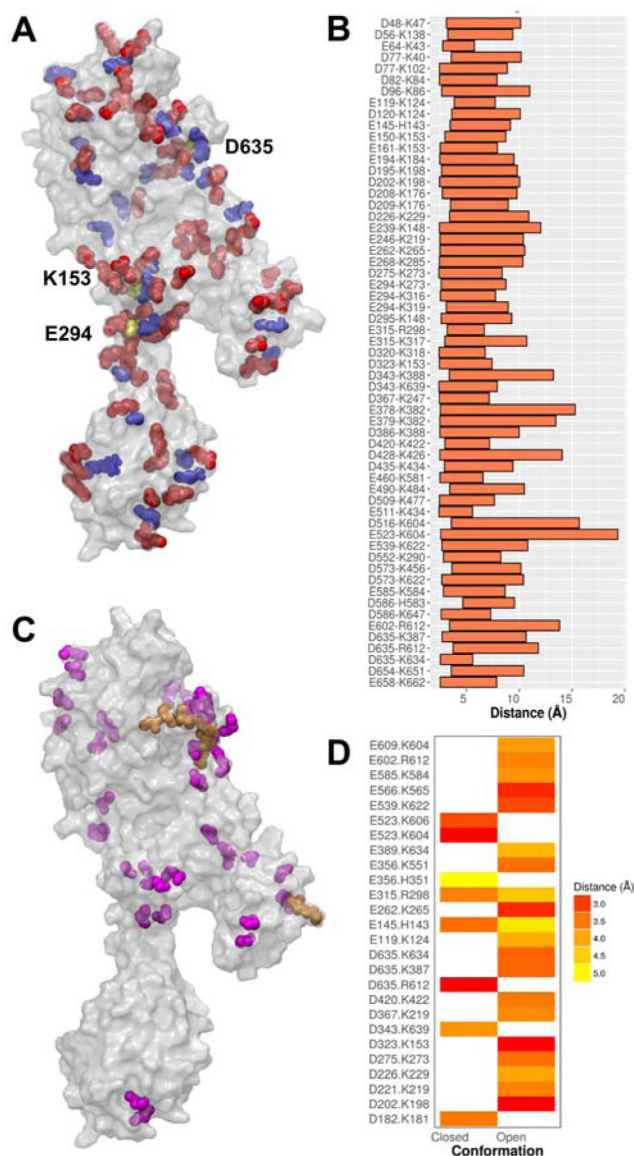 A
D635
K153
E294
B
D48-K47
D56-K138
E64-K43
D77-K40
D77-K102
D82-K84
D96-K86
E119-K124
D120-K124
E145-H143
E150-K153
E161-K153
E194-K184
D195-K198
D202-K198
D208-K176
D209-K176
D226-K229
E239-K148
E246-K219
E262-K265
E268-K285
D275-K273
E294-K273
E294-K316
E294-K319
D295-K148
E315-R298
E315-K317
D320-K318
D323-K153
D343-K388
D343-K639
D367-K247
E378-K382
E379-K382
D386-K388
D420-K422
D428-K426
D435-K434
E460-K581
E490-K484
D509-K477
E511-K434
D516-K604
E523-K604
E539-K622
D552-K290
D573-K456
D573-K622
E585-K584
D586-H583
D586-K647
E602-R612
D635-K387
D635-R612
D635-K634
D654-K651
E658-K662
5 10 15 20
Distance (Å)
C
D
E609.K604
E602.R612
E585.K584
E566.K565
E539.K622
E523.K606
E523.K604
E389.K634
E356.K551
E356.H351
E315.R298
E262.K265
E145.H143
E119.K124
D635.K634
D635.K387
D635.R612
D420.K422
D367.K219
D343.K639
D323.K153
D275.K273
D226.K229
D221.K219
D202.K198
D182.K181
Closed Open
Conformation
Distance (Å)
3.0
3.5
4.0
4.5
5.0